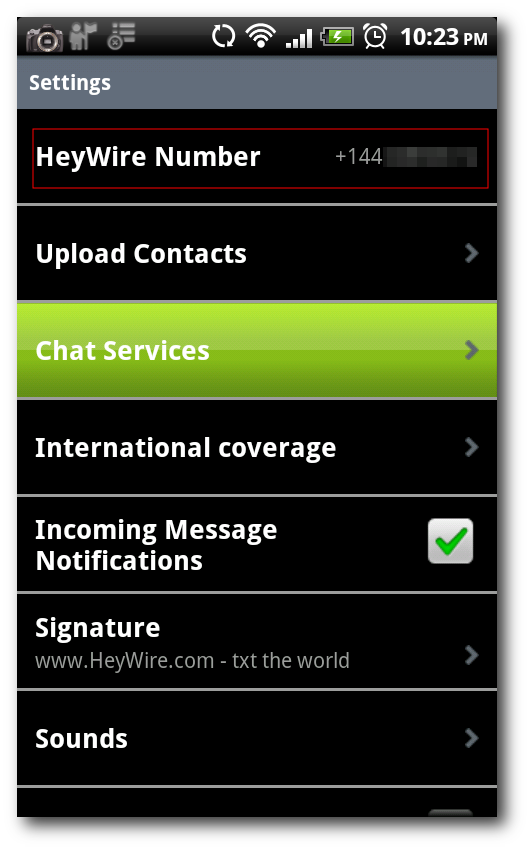 10:23 PM
Settings
HeyWire Number +144
Upload Contacts
Chat Services
International coverage
Incoming Message
Notifications
Signature
www.HeyWire.com - txt the world
Sounds